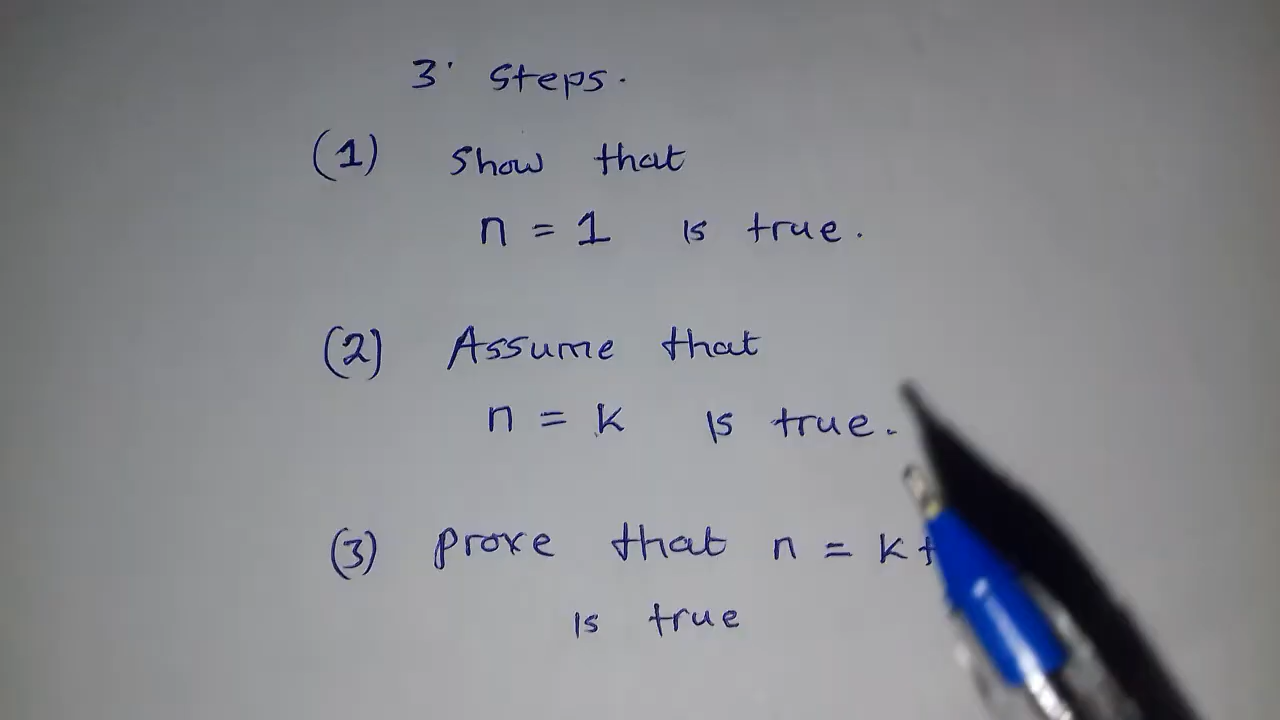 3. Steps.
(1) Show that
n = 1 is true.
(2) Assume that
n = k is true.
(3) prove that n = k +
is true